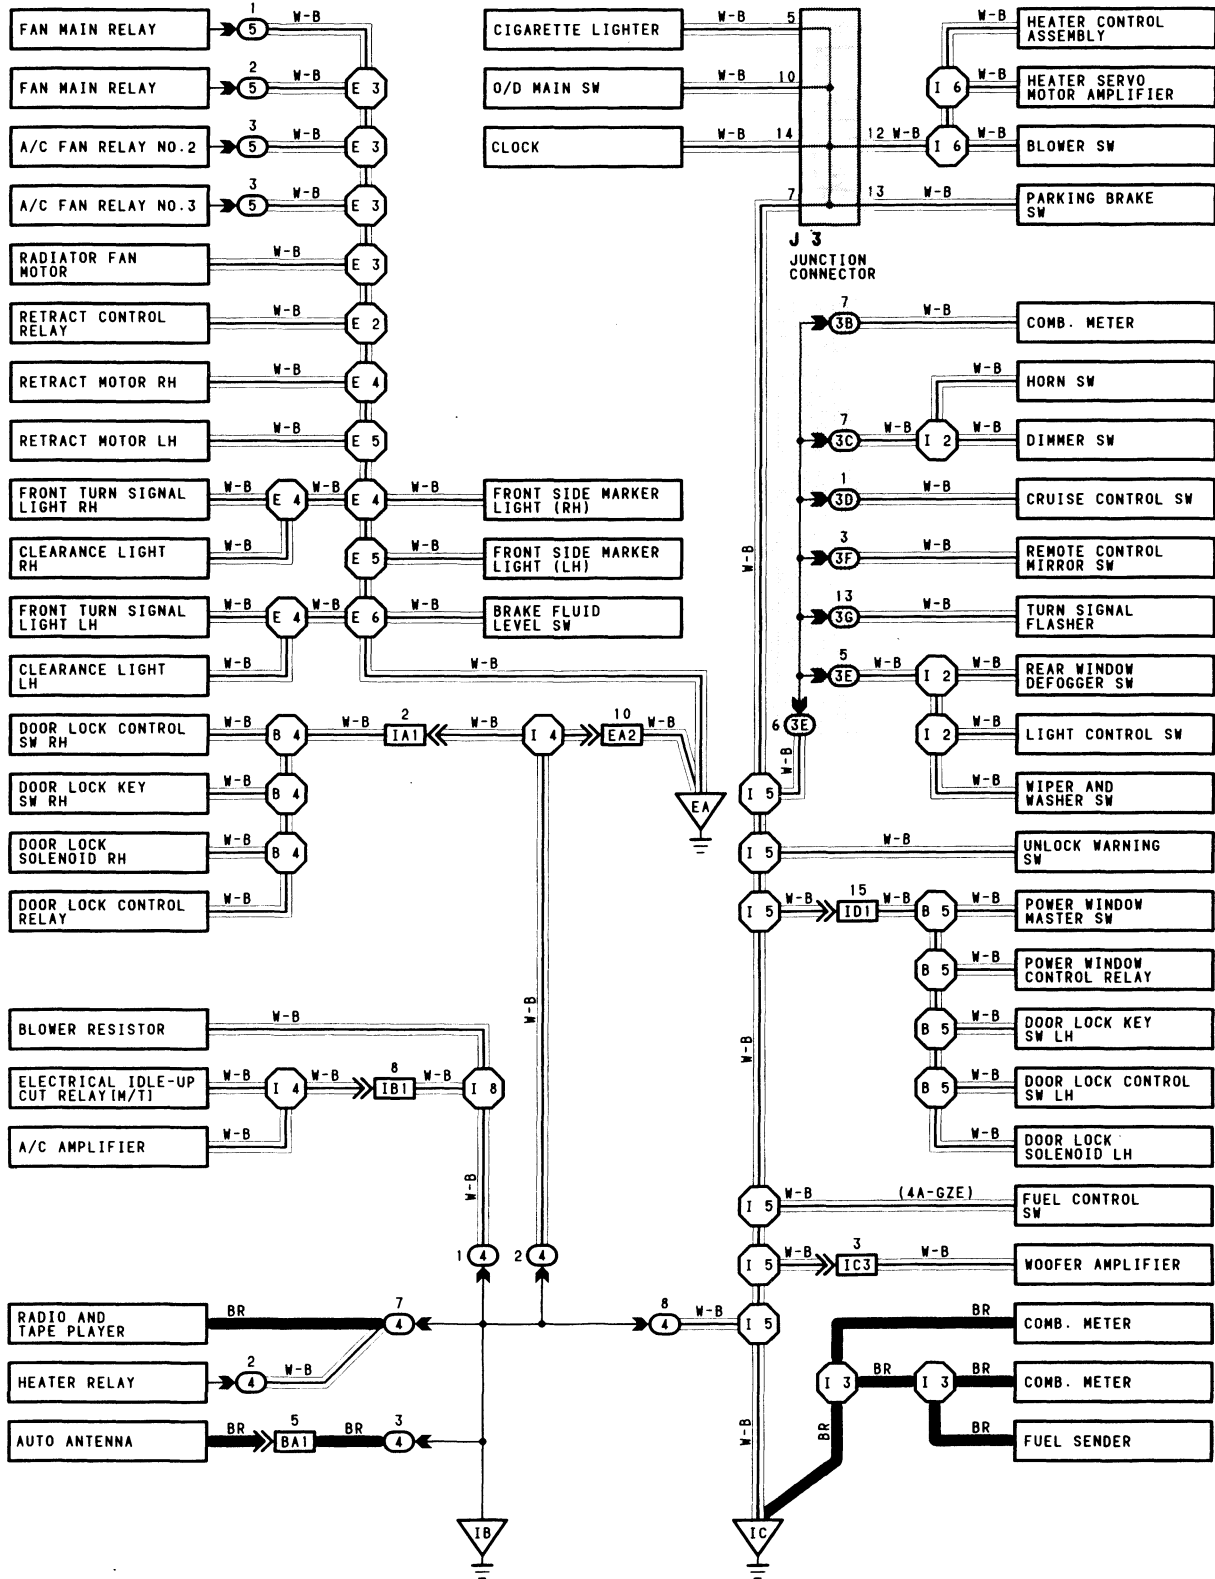 FAN MAIN RELAY
1
5
W-B
FAN MAIN RELAY
2
5
W-B
E 3
A/C FAN RELAY NO.2
3
5
W-B
E 3
A/C FAN RELAY NO.3
3
5
W-B
E 3
RADIATOR FAN
MOTOR
W-B
E 3
RETRACT CONTROL
RELAY
W-B
E 2
RETRACT MOTOR RH
W-B
E 4
RETRACT MOTOR LH
W-B
E 5
FRONT TURN SIGNAL
LIGHT RH
W-B
E 4
W-B
E 4
W-B
FRONT SIDE MARKER
LIGHT (RH)
CLEARANCE LIGHT
RH
W-B
E 5
W-B
FRONT SIDE MARKER
LIGHT (LH)
FRONT TURN SIGNAL
LIGHT LH
W-B
E 4
W-B
E 6
W-B
BRAKE FLUID
LEVEL SW
CLEARANCE LIGHT
LH
W-B
W-B
DOOR LOCK CONTROL
SW RH
W-B
B 4
W-B
2
IA1
W-B
I 4
10
EA2
W-B
EA
DOOR LOCK KEY
SW RH
W-B
B 4
DOOR LOCK
SOLENOID RH
W-B
B 4
DOOR LOCK CONTROL
RELAY
W-B
W-B
BLOWER RESISTOR
W-B
ELECTRICAL IDLE-UP
CUT RELAY[M/T]
W-B
I 4
W-B
8
IB1
W-B
I 8
A/C AMPLIFIER
W-B
W-B
1
4
2
4
RADIO AND
TAPE PLAYER
BR
7
4
8
4
W-B
I 5
HEATER RELAY
2
4
W-B
AUTO ANTENNA
BR
5
BA1
BR
3
4
IB
CIGARETTE LIGHTER
W-B
5
O/D MAIN SW
W-B
10
CLOCK
W-B
14
7
12
W-B
13
W-B
J 3
JUNCTION
CONNECTOR
W-B
HEATER CONTROL
ASSEMBLY
I 6
W-B
HEATER SERVO
MOTOR AMPLIFIER
I 6
W-B
BLOWER SW
PARKING BRAKE
SW
7
3B
W-B
COMB. METER
W-B
HORN SW
7
3C
W-B
I 2
W-B
DIMMER SW
1
3D
W-B
CRUISE CONTROL SW
W-B
3
3F
W-B
REMOTE CONTROL
MIRROR SW
13
3G
W-B
TURN SIGNAL
FLASHER
5
3E
W-B
I 2
W-B
REAR WINDOW
DEFOGGER SW
6
3E
W-B
I 2
W-B
LIGHT CONTROL SW
I 5
W-B
WIPER AND
WASHER SW
I 5
W-B
UNLOCK WARNING
SW
I 5
W-B
15
ID1
W-B
B 5
W-B
POWER WINDOW
MASTER SW
B 5
W-B
POWER WINDOW
CONTROL RELAY
W-B
B 5
W-B
DOOR LOCK KEY
SW LH
B 5
W-B
DOOR LOCK CONTROL
SW LH
W-B
DOOR LOCK
SOLENOID LH
I 5
W-B
(4A-GZE)
FUEL CONTROL
SW
I 5
W-B
3
IC3
W-B
WOOFER AMPLIFIER
BR
COMB. METER
I 3
BR
I 3
BR
COMB. METER
W-B
BR
BR
FUEL SENDER
IC